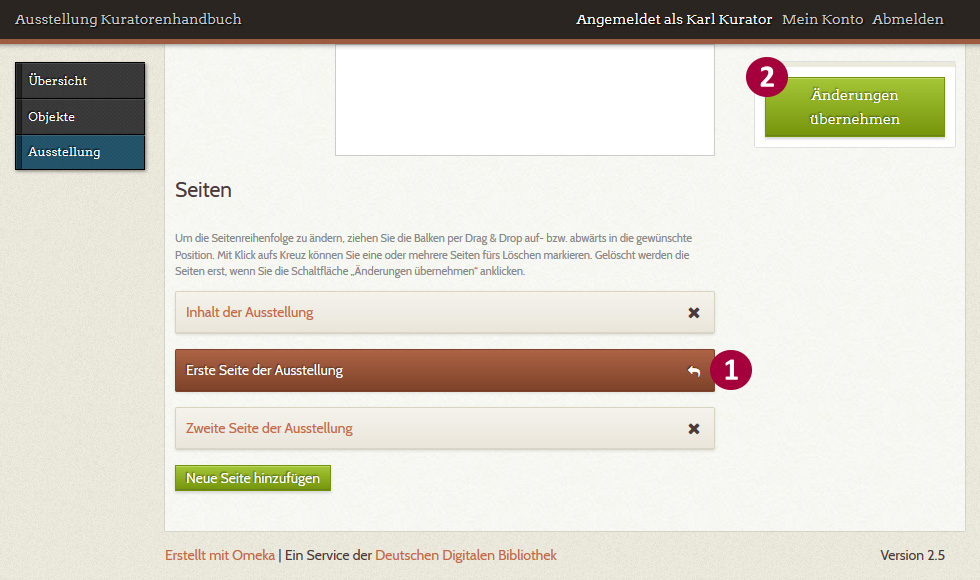 Ausstellung Kuratorenhandbuch
Angemeldet als Karl Kurator Mein Konto Abmelden
Übersicht
Objekte
Ausstellung
2
Änderungen
übernehmen
Seiten
Um die Seitenreihenfolge zu ändern, ziehen Sie die Balken per Drag & Drop auf- bzw. abwärts in die gewünschte
Position. Mit Klick aufs Kreuz können Sie eine oder mehrere Seiten fürs Löschen markieren. Gelöscht werden die
Seiten erst, wenn Sie die Schaltfläche „Änderungen übernehmen" anklicken.
Inhalt der Ausstellung
Erste Seite der Ausstellung
1
Zweite Seite der Ausstellung
Neue Seite hinzufügen
Erstellt mit Omeka | Ein Service der Deutschen Digitalen Bibliothek
Version 2.5